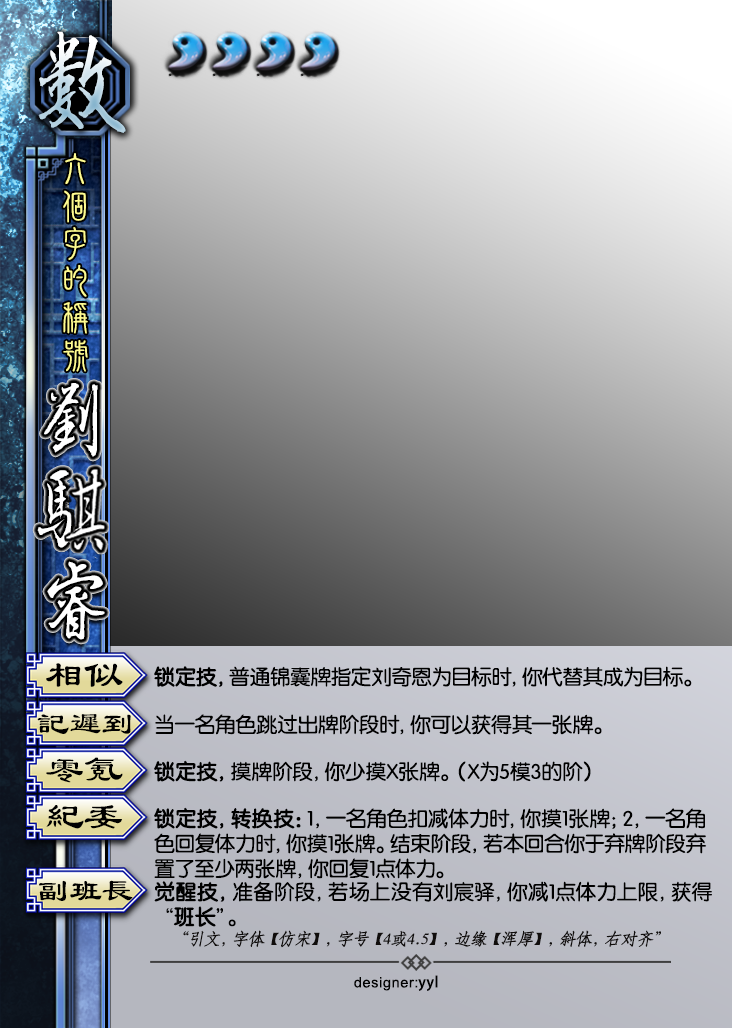 數
六個字的稱號
劉騏睿
相似
锁定技，普通锦囊牌指定刘奇恩为目标时，你代替其成为目标。
記遲到
当一名角色跳过出牌阶段时，你可以获得其一张牌。
零氪
锁定技，摸牌阶段，你少摸X张牌。（X为5模3的阶）
紀委
锁定技，转换技：1，一名角色扣减体力时，你摸1张牌；2，一名角
色回复体力时，你摸1张牌。结束阶段，若本回合你于弃牌阶段弃
置了至少两张牌，你回复1点体力。
副班長
觉醒技，准备阶段，若场上没有刘宸驿，你减1点体力上限，获得
“班长”。
“引文，字体【仿宋】，字号【4或4.5】，边缘【浑厚】，斜体，右对齐”
designer:yyl